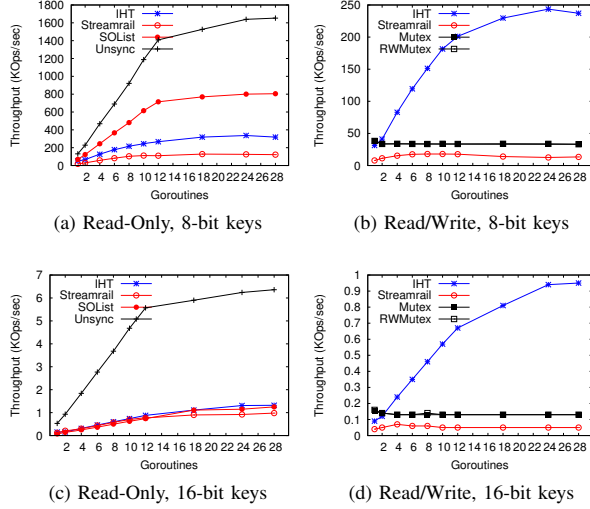 Throughput (KOps/sec)
1800
1600
1400
1200
1000
800
600
400
200
0
IHT
Streamrail
SOList
Unsync
2 4 6 8 10 12 14 16 18 20 22 24 26 28
Goroutines
(a) Read-Only, 8-bit keys
Throughput (KOps/sec)
250
200
150
100
50
0
IHT
Streamrail
Mutex
RWMutex
2 4 6 8 10 12 14 16 18 20 22 24 26 28
Goroutines
(b) Read/Write, 8-bit keys
Throughput (KOps/sec)
7
6
5
4
3
2
1
0
IHT
Streamrail
SOList
Unsync
2 4 6 8 10 12 14 16 18 20 22 24 26 28
Goroutines
(c) Read-Only, 16-bit keys
Throughput (KOps/sec)
1
0.9
0.8
0.7
0.6
0.5
0.4
0.3
0.2
0.1
0
IHT
Streamrail
Mutex
RWMutex
2 4 6 8 10 12 14 16 18 20 22 24 26 28
Goroutines
(d) Read/Write, 16-bit keys